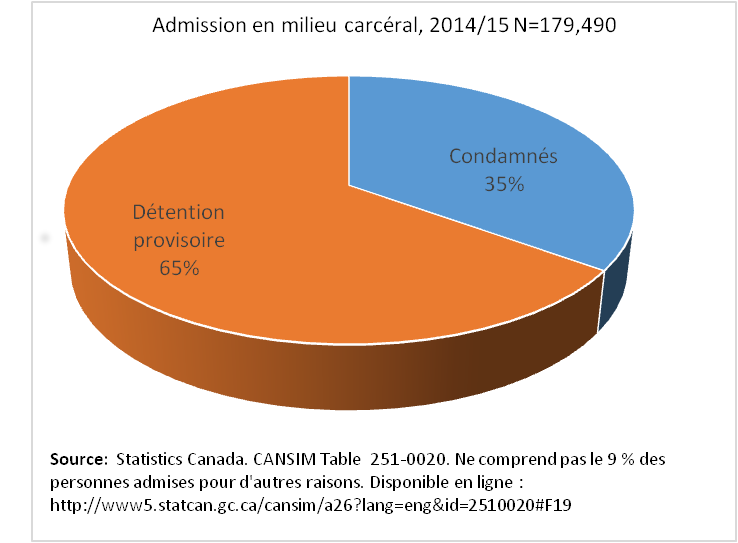 Admission en milieu carcéral, 2014/15 N=179,490
Condamnés
35%
Détention
provisoire
65%
Source: Statistics Canada. CANSIM Table 251-0020. Ne comprend pas le 9 % des
personnes admises pour d'autres raisons. Disponible en ligne :
http://www5.statcan.gc.ca/cansim/a26?lang=eng&id=2510020#F19